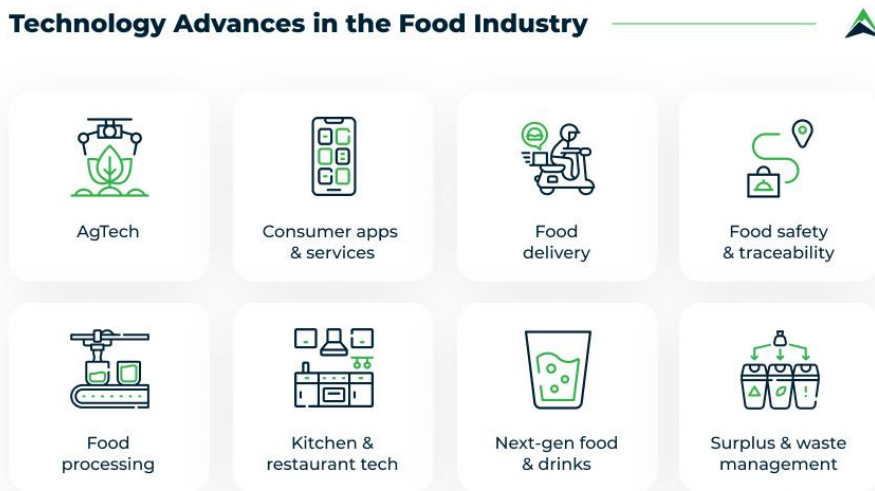 Technology Advances in the Food Industry
AgTech
Consumer apps
& services
Food
delivery
Food safety
& traceability
Food
processing
Kitchen &
restaurant tech
Next-gen food
& drinks
Surplus & waste
management